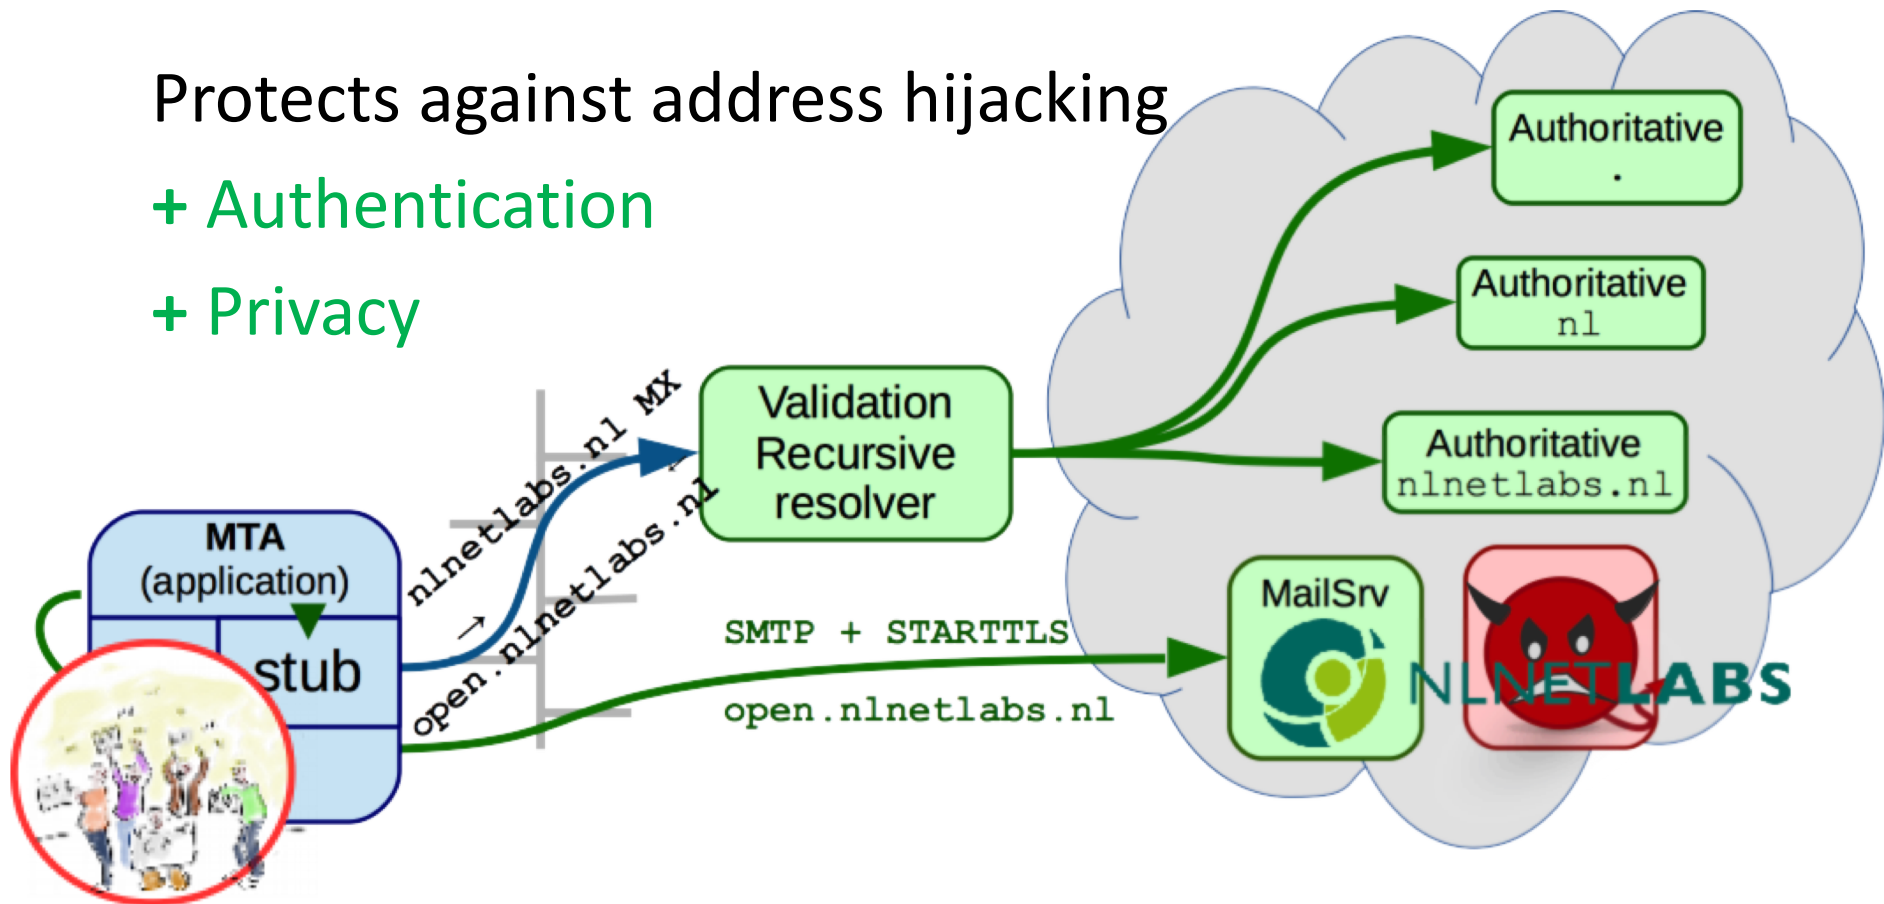 Protects against address hijacking
+ Authentication
+ Privacy
Authoritative
.
Authoritative
nl
Authoritative
nlnetlabs.nl
Validation
Recursive
resolver
nlnetlabs.nl MX
→
open.nlnetlabs.nl
→
MTA
(application)
stub
SMTP + STARTTLS
open.nlnetlabs.nl
MailSrv
NLNETLABS